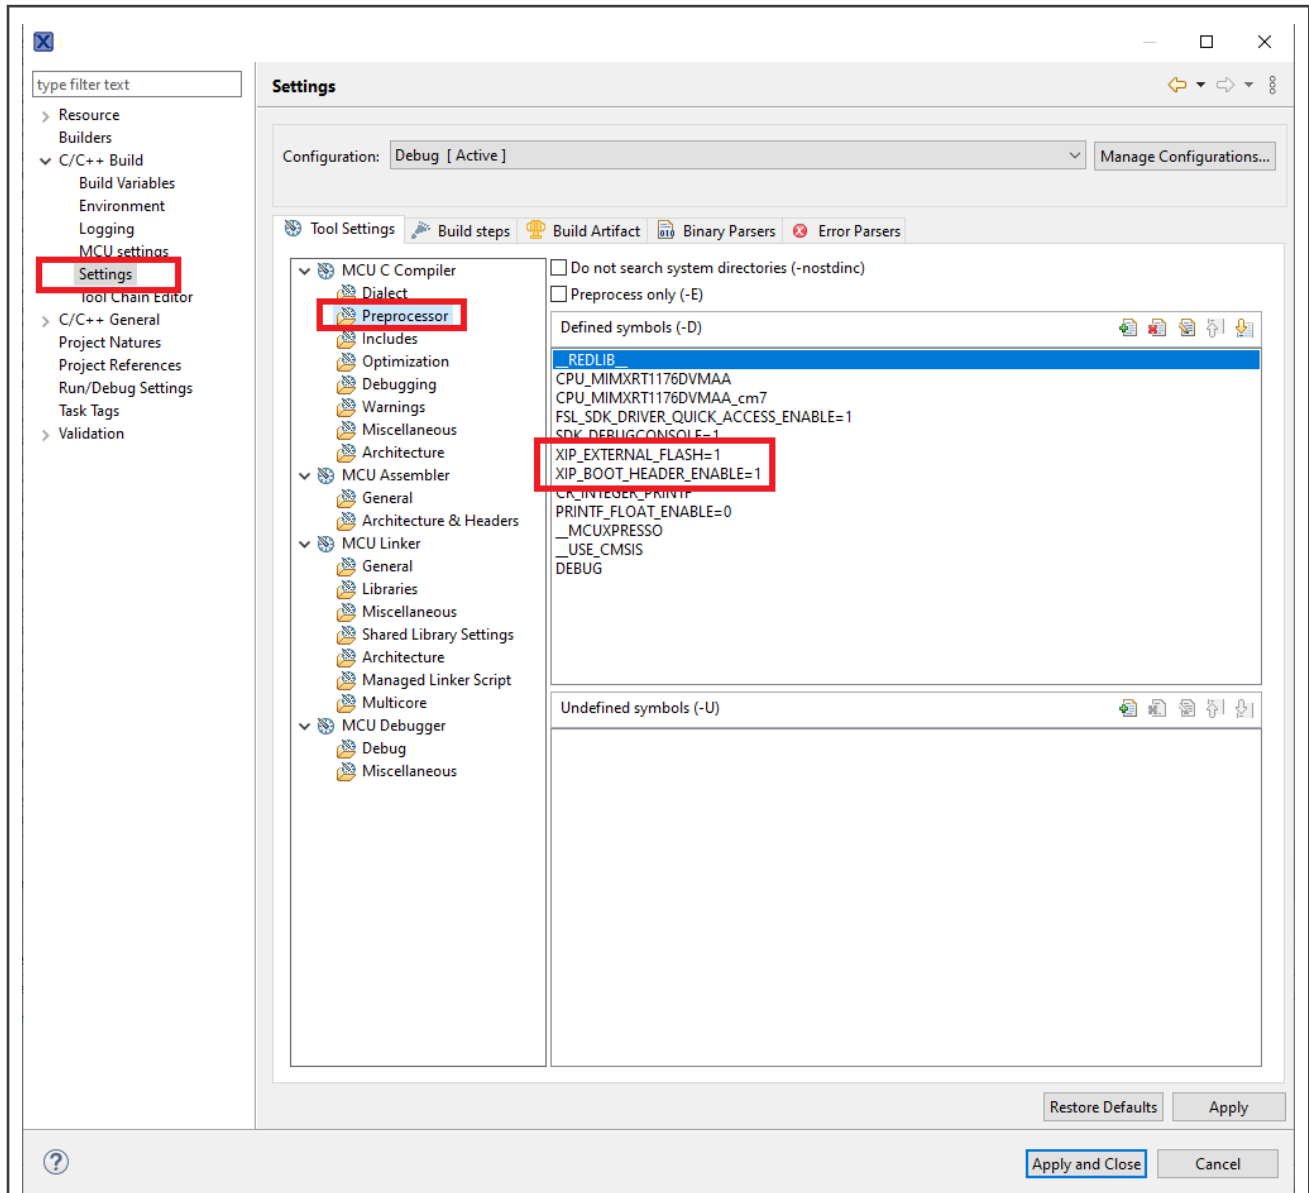 type filter text
Settings
Resource
Builders
C/C++ Build
Build Variables
Environment
Logging
MCU settings
Settings
Tool Chain Editor
C/C++ General
Project Natures
Project References
Run/Debug Settings
Task Tags
Validation
Configuration:
Debug [ Active ]
Manage Configurations...
Tool Settings
Build steps
Build Artifact
Binary Parsers
Error Parsers
MCU C Compiler
Dialect
Preprocessor
Includes
Optimization
Debugging
Warnings
Miscellaneous
Architecture
MCU Assembler
General
Architecture & Headers
MCU Linker
General
Libraries
Miscellaneous
Shared Library Settings
Architecture
Managed Linker Script
Multicore
MCU Debugger
Debug
Miscellaneous
Do not search system directories (-nostdinc)
Preprocess only (-E)
Defined symbols (-D)
__REDLIB__
CPU_MIMXRT1176DVMAA
CPU_MIMXRT1176DVMAA_cm7
FSL_SDK_DRIVER_QUICK_ACCESS_ENABLE=1
SDK_DEBUGCONSOLE=1
XIP_EXTERNAL_FLASH=1
XIP_BOOT_HEADER_ENABLE=1
CR_INTEGER_PRINTF
PRINTF_FLOAT_ENABLE=0
__MCUXPRESSO
__USE_CMSIS
DEBUG
Undefined symbols (-U)
Restore Defaults
Apply
Apply and Close
Cancel